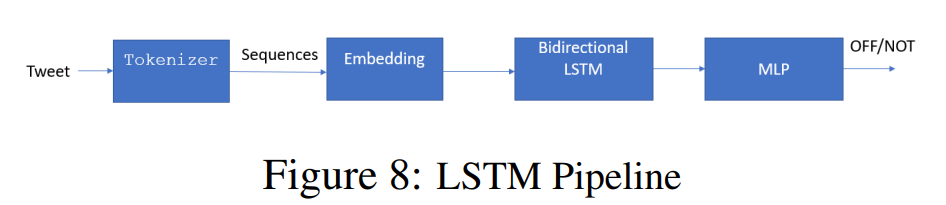 Tweet
Tokenizer
Sequences
Embedding
Bidirectional
LSTM
MLP
OFF/NOT
Figure 8: LSTM Pipeline